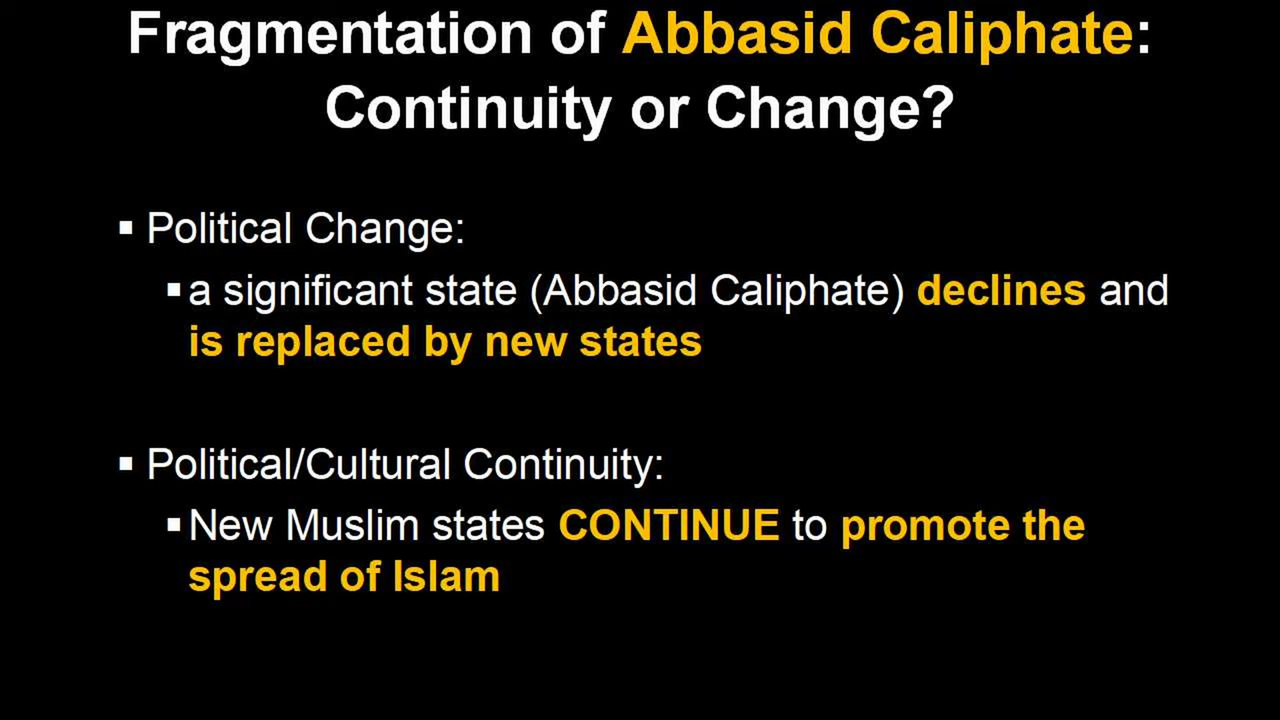 Fragmentation of Abbasid Caliphate:
Continuity or Change?
▪ Political Change:
▪ a significant state (Abbasid Caliphate) declines and
is replaced by new states
▪ Political/Cultural Continuity:
▪ New Muslim states CONTINUE to promote the
spread of Islam